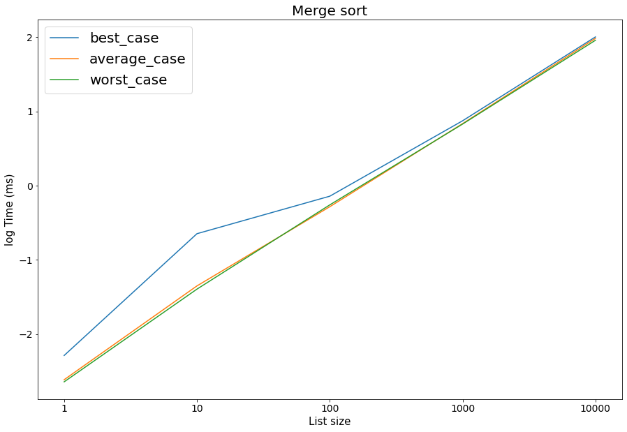 Merge sort
best_case
average_case
worst_case
log Time (ms)
2
1
0
−1
−2
1 10 100 1000 10000
List size